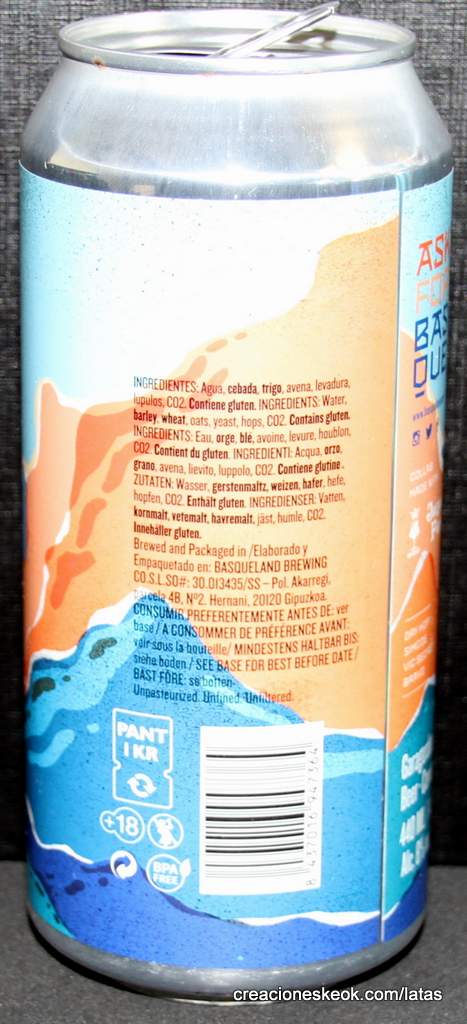 INGREDIENTES: Agua, cebada, trigo, avena, levadura,
lupulos, CO2. Contiene gluten. INGREDIENTS: Water,
barley, wheat, oats, yeast, hops, CO2. Contains gluten.
INGREDIENTS: Eau, orge, blé, avoine, levure, houblon,
CO2. Contient du gluten. INGREDIENTI: Acqua, orzo,
grano, avena, lievito, luppolo, CO2. Contiene glutine.
ZUTATEN: Wasser, gerstenmaltz, weizen, hafer, hefe,
hopfen, CO2. Enthält gluten. INGREDIENSER: Vatten,
kornmalt, vetemalt, havremalt, jäst, humle, CO2.
Innehåller gluten.
Brewed and Packaged in /Elaborado y
Empaquetado en: BASQUELAND BREWING
CO.S.L.SO#: 30.013435/SS – Pol. Akarregi,
parcela 4B, Nº2. Hernani, 20120 Gipuzkoa.
CONSUMIR PREFERENTEMENTE ANTES DE: ver
base / A CONSOMMER DE PRÉFÉRENCE AVANT:
voir sous la bouteille/ MINDESTENS HALTBAR BIS:
siehe boden / SEE BASE FOR BEST BEFORE DATE /
BÄST FÖRE: se botten
Unpasteurized. Unfined. Unfiltered.
PANT
1 KR
+18
BPA
FREE
8 437016 947364
BAS
creacioneskeok.com/latas